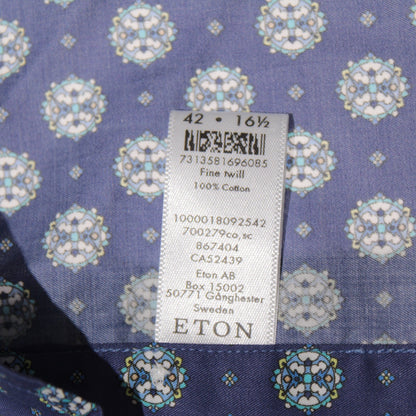 42 • 16½
7313581696085
Fine twill
100% Cotton
1000018092542
700279co,sc
867404
CA52439
Eton AB
Box 15002
50771 Gånghester
Sweden
ETON